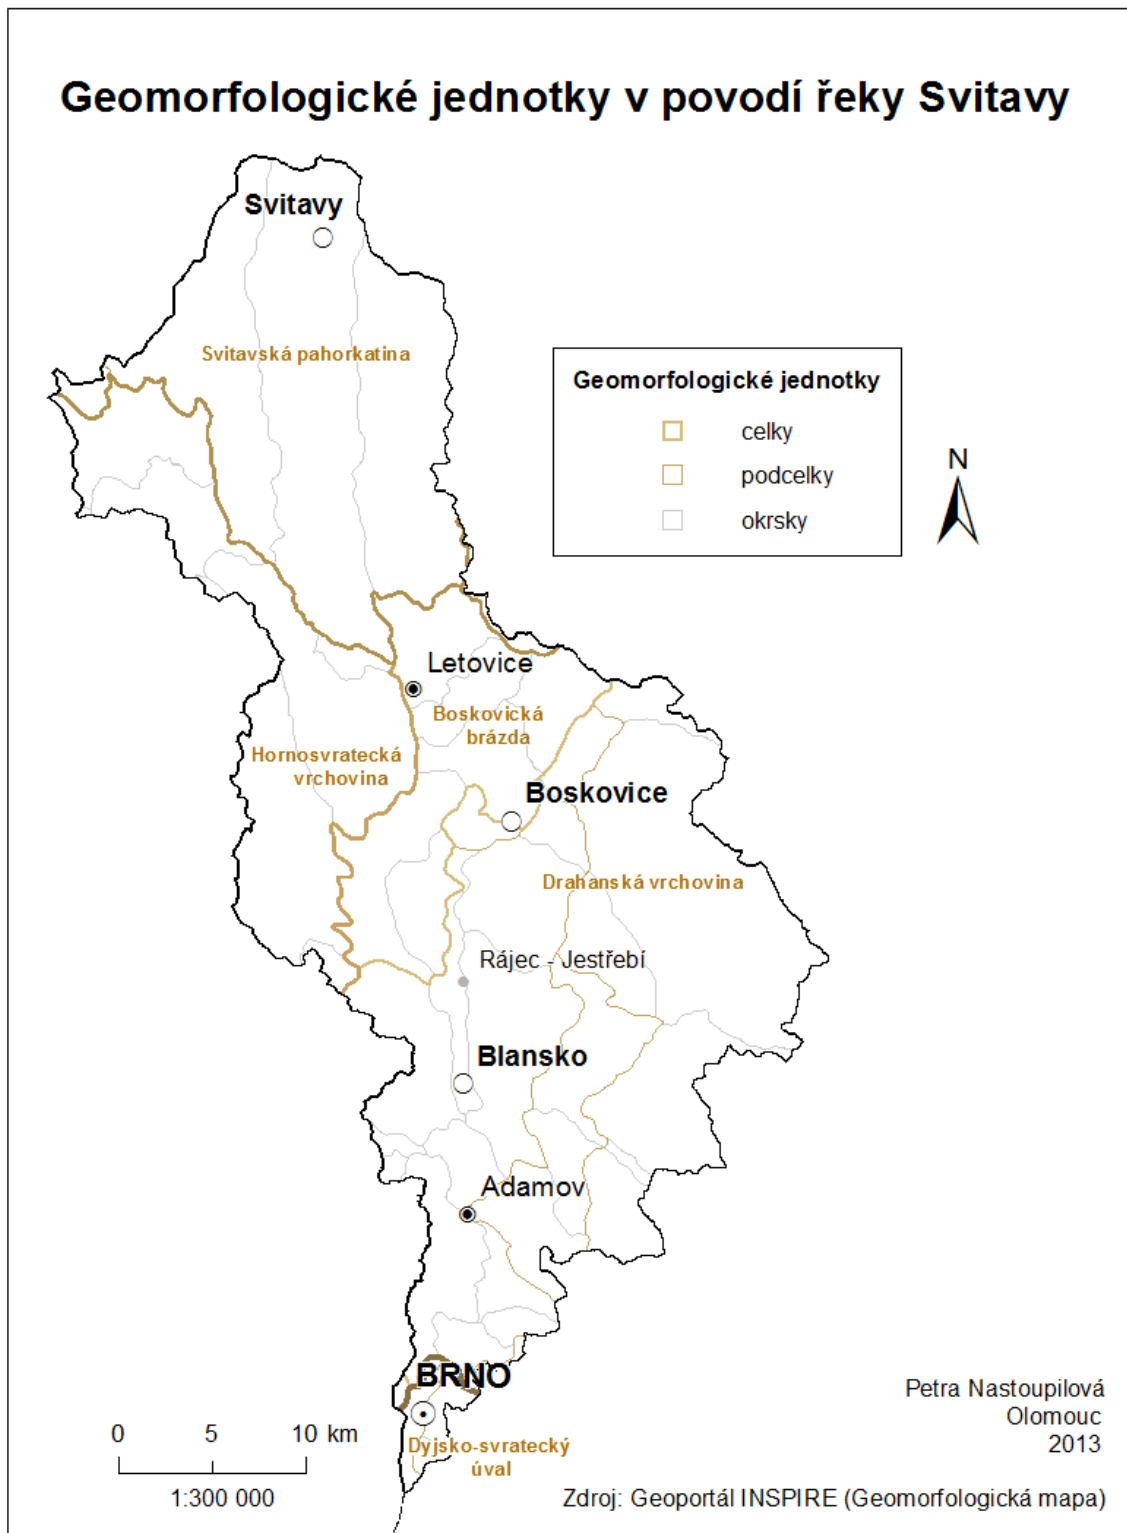 Geomorfologické jednotky v povodí řeky Svitavy
Svitavy
Svitavská pahorkatina
Geomorfologické jednotky
celky
podcelky
okrsky
N
Letovice
Boskovická
brázda
Hornosvratecká
vrchovina
Boskovice
Drahanská vrchovina
Rájec - Jestřebí
Blansko
Adamov
BRNO
Dyjsko-svratecký
úval
0 5 10 km
1:300 000
Petra Nastoupilová
Olomouc
2013
Zdroj: Geoportál INSPIRE (Geomorfologická mapa)